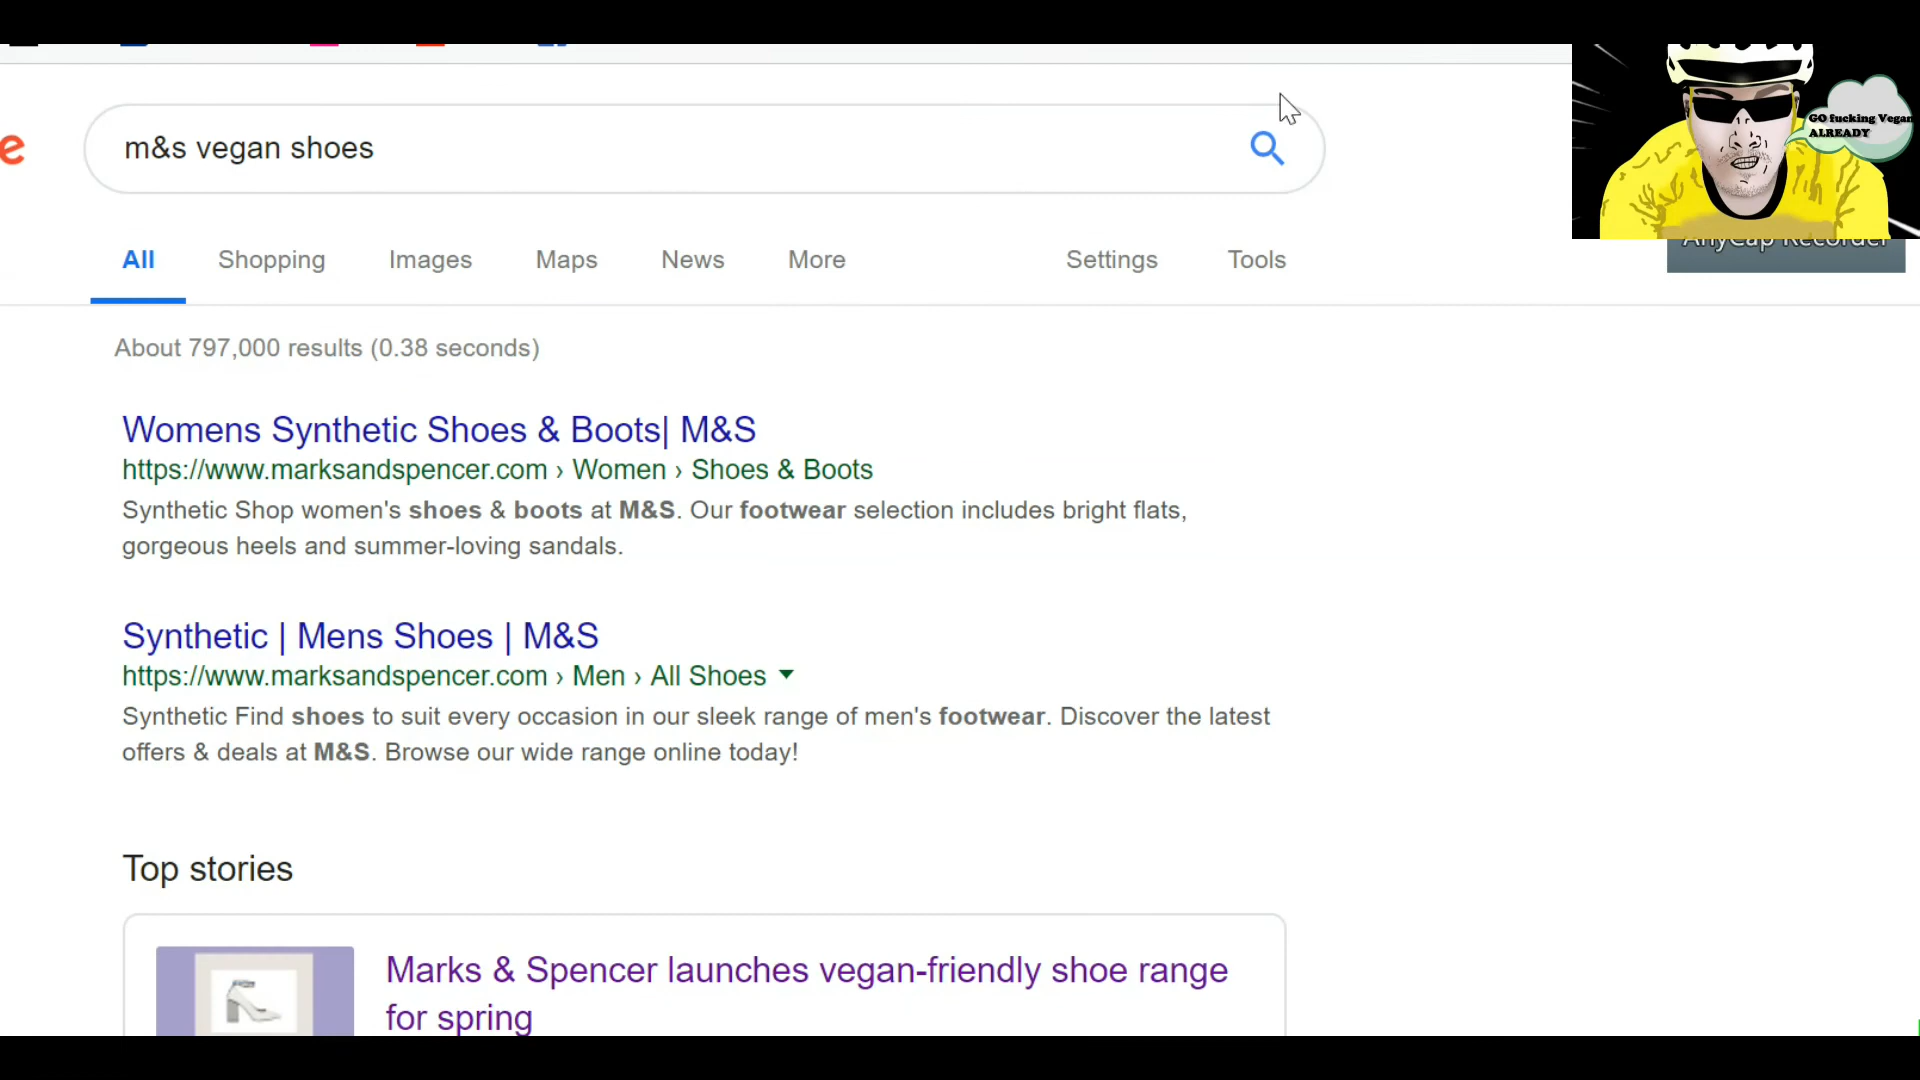 e
m&s vegan shoes
GO fucking Vegan
ALREADY
AnyCap Recorder
All Shopping Images Maps News More Settings Tools
About 797,000 results (0.38 seconds)
Womens Synthetic Shoes & Boots| M&S
https://www.marksandspencer.com › Women › Shoes & Boots
Synthetic Shop women's shoes & boots at M&S. Our footwear selection includes bright flats,
gorgeous heels and summer-loving sandals.
Synthetic | Mens Shoes | M&S
https://www.marksandspencer.com › Men › All Shoes
Synthetic Find shoes to suit every occasion in our sleek range of men's footwear. Discover the latest
offers & deals at M&S. Browse our wide range online today!
Top stories
Marks & Spencer launches vegan-friendly shoe range
for spring